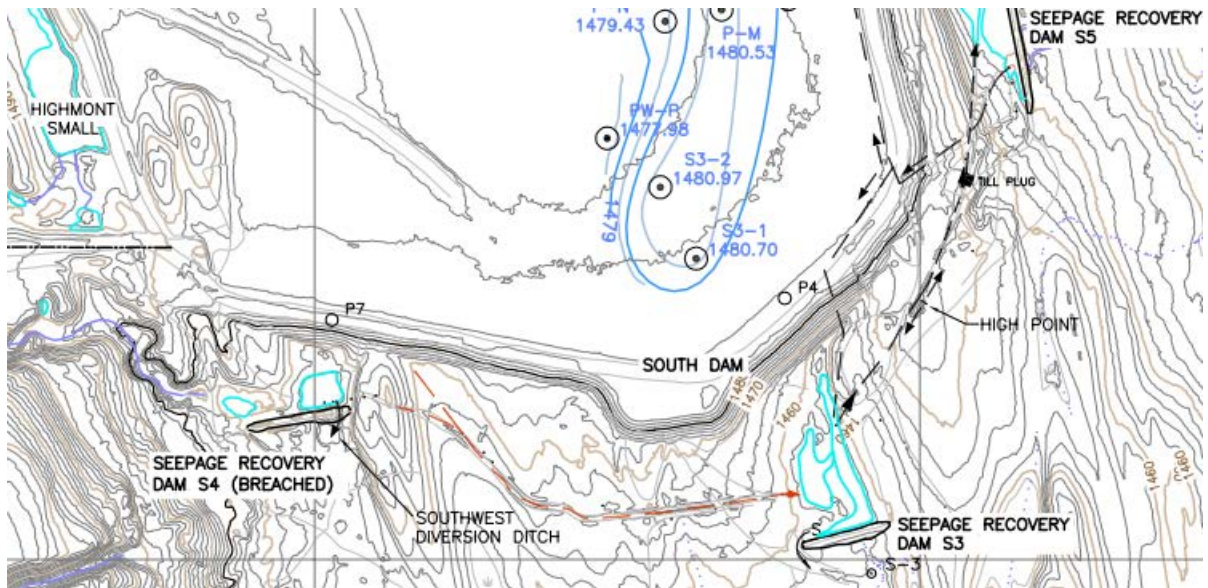 1479.43
P-M
1480.53
SEEPAGE RECOVERY
DAM S5
HIGHMONT
SMALL
PW-P
1477.98
S3-2
1480.97
TILL PLUG
1479
S3-1
1480.70
P4
P7
HIGH POINT
SOUTH DAM
1470
1460
1460
1460
SEEPAGE RECOVERY
DAM S4 (BREACHED)
SOUTHWEST
DIVERSION DITCH
SEEPAGE RECOVERY
DAM S3
S-3